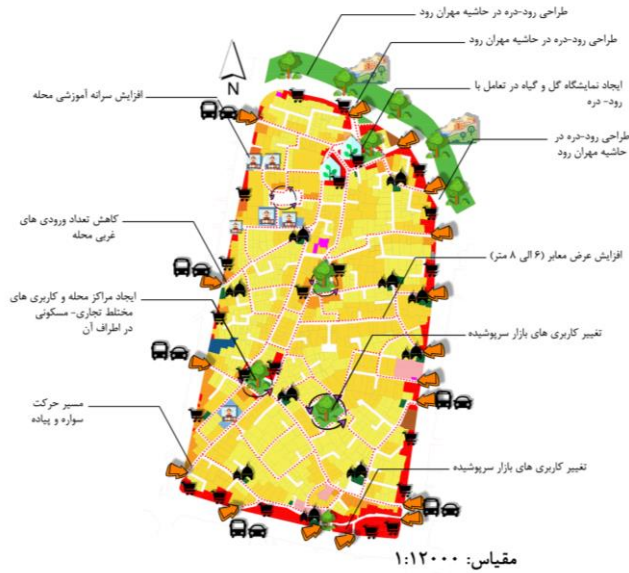 طراحی رود-دره در حاشیه مهران رود
طراحی رود-دره در حاشیه مهران رود
ایجاد نمایشگاه گل و گیاه در تعامل با
رود- دره
N
افزایش سرانه آموزشی محله
طراحی رود-دره در
حاشیه مهران رود
کاهش تعداد ورودی های
غربی محله
افزایش عرض معابر (۶ الی ۸ متر)
ایجاد مراکز محله و کاربری های
مختلط تجاری- مسکونی
در اطراف آن
تغییر کاربری های بازار سرپوشیده
مسیر حرکت
سواره و پیاده
تغییر کاربری های بازار سرپوشیده
مقیاس: ۱:۱۲۰۰۰